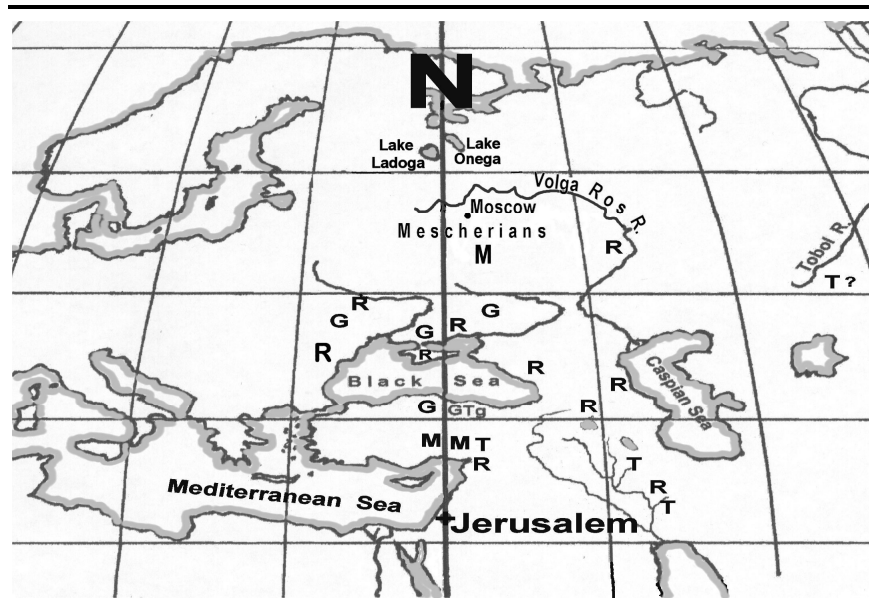 N
Lake
Ladoga
Lake
Onega
Volga Ros R.
Moscow
Mescherians
M
R
Tobol R.
T ?
R
G
G
R
G
R
R
R
Black Sea
R
Caspian Sea
G
GTg
R
M M T
R
T
R
T
Mediterranean Sea
Jerusalem